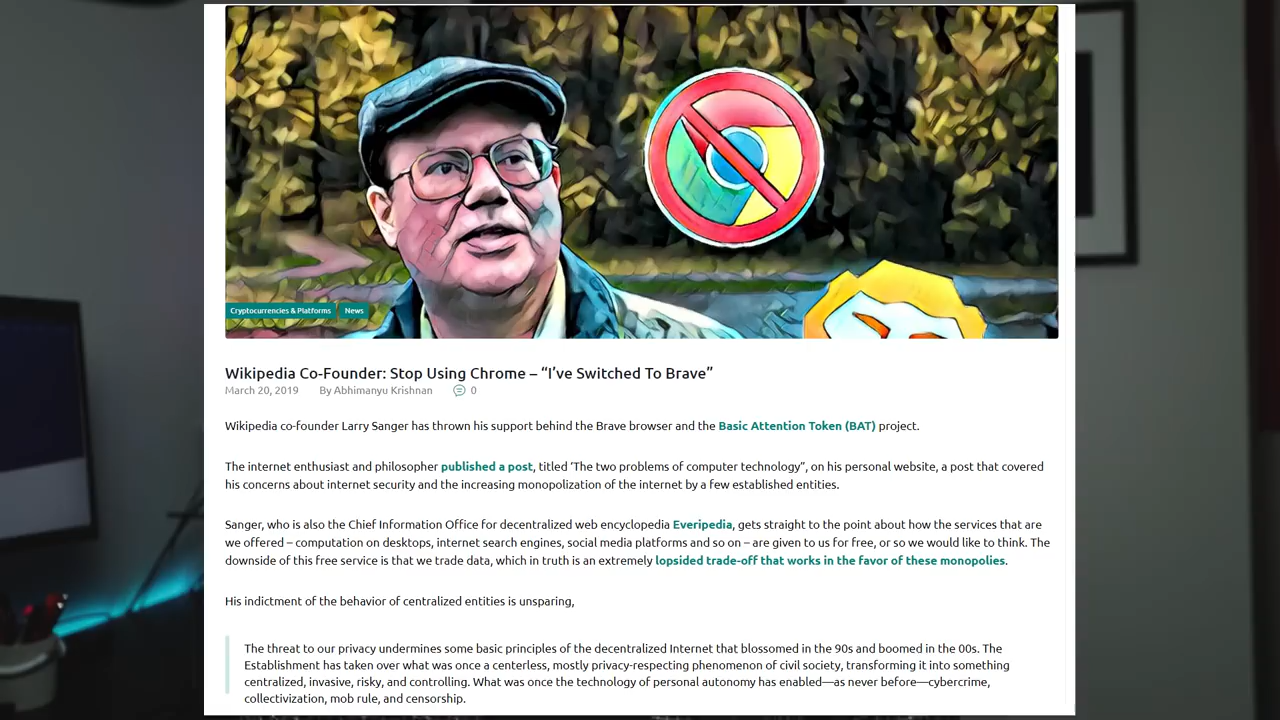 Cryptocurrencies & Platforms News
Wikipedia Co-Founder: Stop Using Chrome – “I’ve Switched To Brave”
March 20, 2019 By Abhimanyu Krishnan 0
Wikipedia co-founder Larry Sanger has thrown his support behind the Brave browser and the Basic Attention Token (BAT) project.
The internet enthusiast and philosopher published a post, titled ‘The two problems of computer technology”, on his personal website, a post that covered
his concerns about internet security and the increasing monopolization of the internet by a few established entities.
Sanger, who is also the Chief Information Office for decentralized web encyclopedia Everipedia, gets straight to the point about how the services that are
we offered – computation on desktops, internet search engines, social media platforms and so on – are given to us for free, or so we would like to think. The
downside of this free service is that we trade data, which in truth is an extremely lopsided trade-off that works in the favor of these monopolies.
His indictment of the behavior of centralized entities is unsparing,
The threat to our privacy undermines some basic principles of the decentralized Internet that blossomed in the 90s and boomed in the 00s. The
Establishment has taken over what was once a centerless, mostly privacy-respecting phenomenon of civil society, transforming it into something
centralized, invasive, risky, and controlling. What was once the technology of personal autonomy has enabled—as never before—cybercrime,
collectivization, mob rule, and censorship.